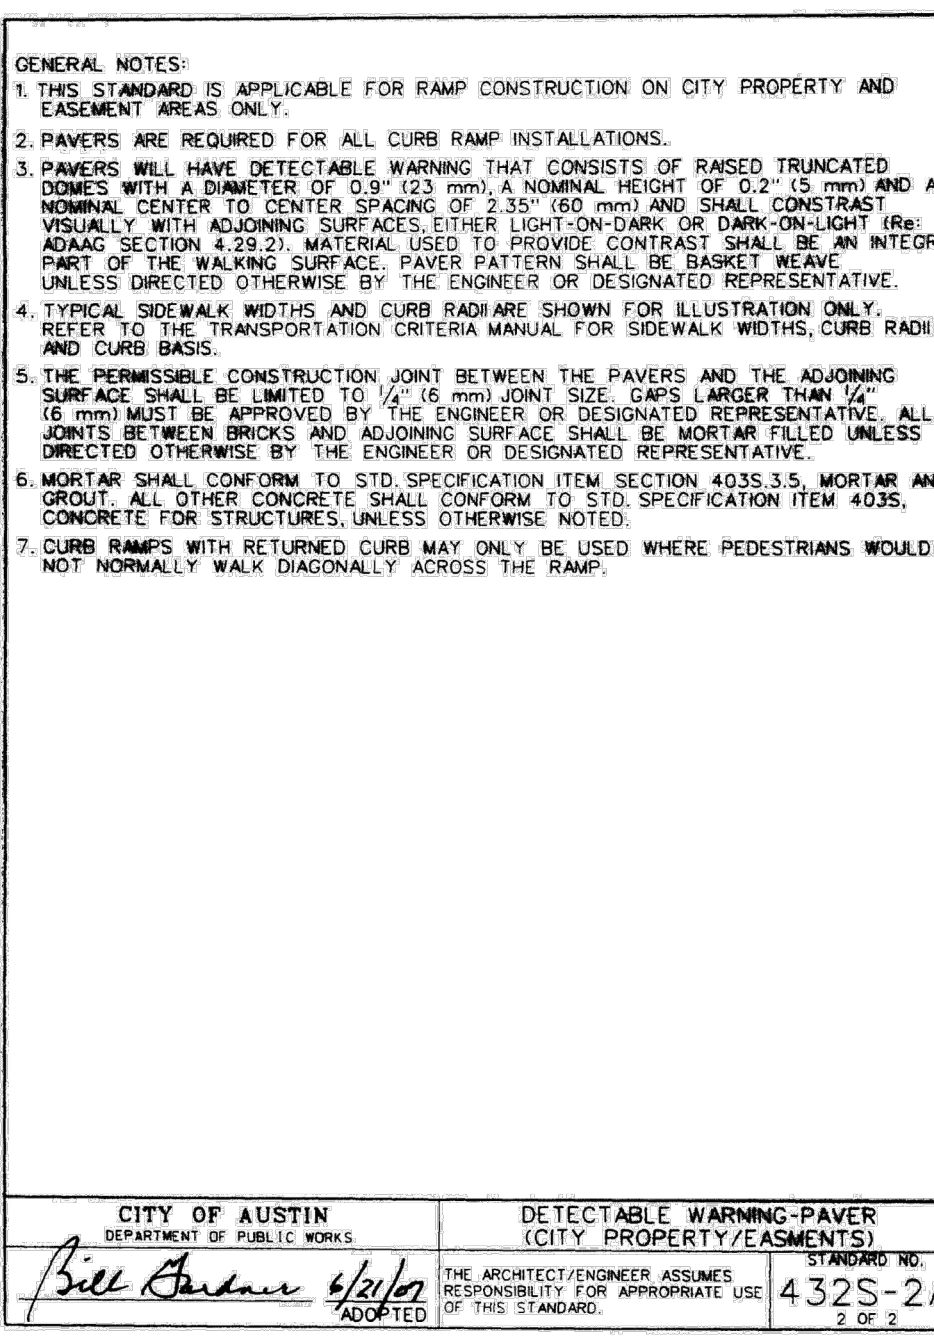 GENERAL NOTES:
1. THIS STANDARD IS APPLICABLE FOR RAMP CONSTRUCTION ON CITY PROPERTY AND
EASEMENT AREAS ONLY.
2. PAVERS ARE REQUIRED FOR ALL CURB RAMP INSTALLATIONS.
3. PAVERS WILL HAVE DETECTABLE WARNING THAT CONSISTS OF RAISED TRUNCATED
DOMES WITH A DIAMETER OF 0.9" (23 mm), A NOMINAL HEIGHT OF 0.2" (5 mm) AND A
NOMINAL CENTER TO CENTER SPACING OF 2.35" (60 mm) AND SHALL CONSTRAST
VISUALLY WITH ADJOINING SURFACES, EITHER LIGHT-ON-DARK OR DARK-ON-LIGHT (Re:
ADAAG SECTION 4.29.2). MATERIAL USED TO PROVIDE CONTRAST SHALL BE AN INTEGR
PART OF THE WALKING SURFACE. PAVER PATTERN SHALL BE BASKET WEAVE
UNLESS DIRECTED OTHERWISE BY THE ENGINEER OR DESIGNATED REPRESENTATIVE.
4. TYPICAL SIDEWALK WIDTHS AND CURB RADII ARE SHOWN FOR ILLUSTRATION ONLY.
REFER TO THE TRANSPORTATION CRITERIA MANUAL FOR SIDEWALK WIDTHS, CURB RADII
AND CURB BASIS.
5. THE PERMISSIBLE CONSTRUCTION JOINT BETWEEN THE PAVERS AND THE ADJOINING
SURFACE SHALL BE LIMITED TO 1/4" (6 mm) JOINT SIZE. GAPS LARGER THAN 1/4"
(6 mm) MUST BE APPROVED BY THE ENGINEER OR DESIGNATED REPRESENTATIVE. ALL
JOINTS BETWEEN BRICKS AND ADJOINING SURFACE SHALL BE MORTAR FILLED UNLESS
DIRECTED OTHERWISE BY THE ENGINEER OR DESIGNATED REPRESENTATIVE.
6. MORTAR SHALL CONFORM TO STD. SPECIFICATION ITEM SECTION 403S.3.5, MORTAR AN
GROUT. ALL OTHER CONCRETE SHALL CONFORM TO STD. SPECIFICATION ITEM 403S,
CONCRETE FOR STRUCTURES, UNLESS OTHERWISE NOTED.
7. CURB RAMPS WITH RETURNED CURB MAY ONLY BE USED WHERE PEDESTRIANS WOULD
NOT NORMALLY WALK DIAGONALLY ACROSS THE RAMP.
CITY OF AUSTIN
DEPARTMENT OF PUBLIC WORKS
Bill Gardner 6/21/07
ADOPTED
DETECTABLE WARNING-PAVER
(CITY PROPERTY/EASMENTS)
THE ARCHITECT/ENGINEER ASSUMES
RESPONSIBILITY FOR APPROPRIATE USE
OF THIS STANDARD.
STANDARD NO.
432S-2A
2 OF 2